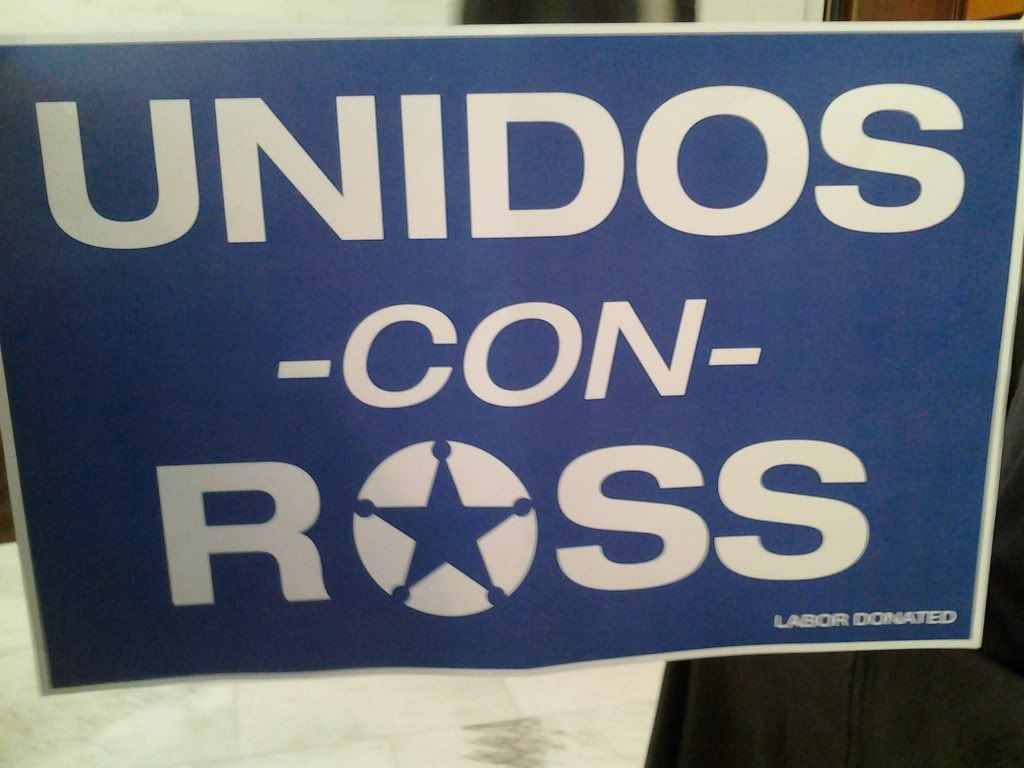 UNIDOS
-CON-
ROSS
LABOR DONATED